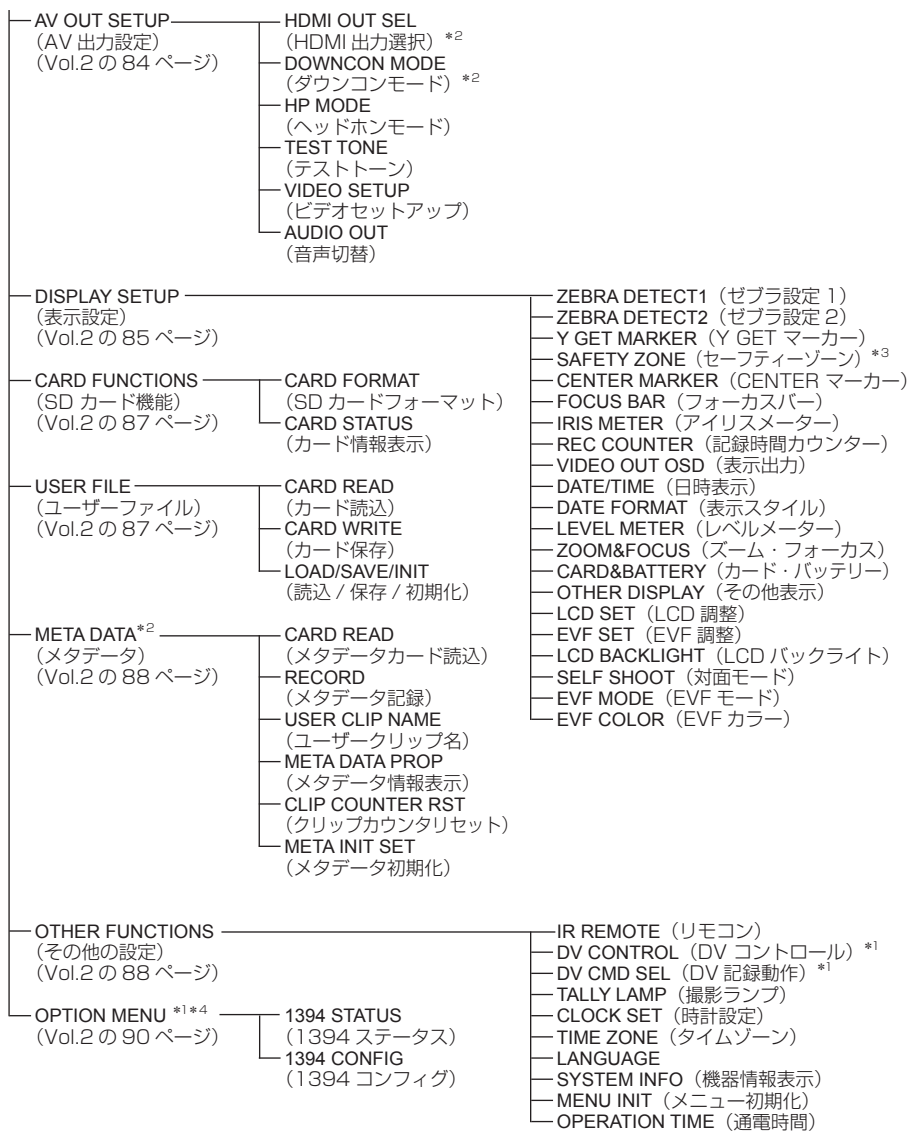 AV OUT SETUP
（AV 出力設定）
（Vol.2 の 84 ページ）
HDMI OUT SEL
（HDMI 出力選択）*2
DOWNCON MODE
（ダウンコンモード）*2
HP MODE
（ヘッドホンモード）
TEST TONE
（テストトーン）
VIDEO SETUP
（ビデオセットアップ）
AUDIO OUT
（音声切替）
DISPLAY SETUP
（表示設定）
（Vol.2 の 85 ページ）
ZEBRA DETECT1（ゼブラ設定 1）
ZEBRA DETECT2（ゼブラ設定 2）
Y GET MARKER（Y GET マーカー）
SAFETY ZONE（セーフティーゾーン）*3
CENTER MARKER（CENTER マーカー）
FOCUS BAR（フォーカスバー）
IRIS METER（アイリスメーター）
REC COUNTER（記録時間カウンター）
VIDEO OUT OSD（表示出力）
DATE/TIME（日時表示）
DATE FORMAT（表示スタイル）
LEVEL METER（レベルメーター）
ZOOM&FOCUS（ズーム・フォーカス）
CARD&BATTERY（カード・バッテリー）
OTHER DISPLAY（その他表示）
LCD SET（LCD 調整）
EVF SET（EVF 調整）
LCD BACKLIGHT（LCD バックライト）
SELF SHOOT（対面モード）
EVF MODE（EVF モード）
EVF COLOR（EVF カラー）
CARD FUNCTIONS
（SD カード機能）
（Vol.2 の 87 ページ）
CARD FORMAT
（SD カードフォーマット）
CARD STATUS
（カード情報表示）
USER FILE
（ユーザーファイル）
（Vol.2 の 87 ページ）
CARD READ
（カード読込）
CARD WRITE
（カード保存）
LOAD/SAVE/INIT
（読込 / 保存 / 初期化）
META DATA*2
（メタデータ）
（Vol.2 の 88 ページ）
CARD READ
（メタデータカード読込）
RECORD
（メタデータ記録）
USER CLIP NAME
（ユーザークリップ名）
META DATA PROP
（メタデータ情報表示）
CLIP COUNTER RST
（クリップカウンタリセット）
META INIT SET
（メタデータ初期化）
OTHER FUNCTIONS
（その他の設定）
（Vol.2 の 88 ページ）
IR REMOTE（リモコン）
DV CONTROL（DV コントロール）*1
DV CMD SEL（DV 記録動作）*1
TALLY LAMP（撮影ランプ）
CLOCK SET（時計設定）
TIME ZONE（タイムゾーン）
LANGUAGE
SYSTEM INFO（機器情報表示）
MENU INIT（メニュー初期化）
OPERATION TIME（通電時間）
OPTION MENU *1*4
（Vol.2 の 90 ページ）
1394 STATUS
（1394 ステータス）
1394 CONFIG
（1394 コンフィグ）